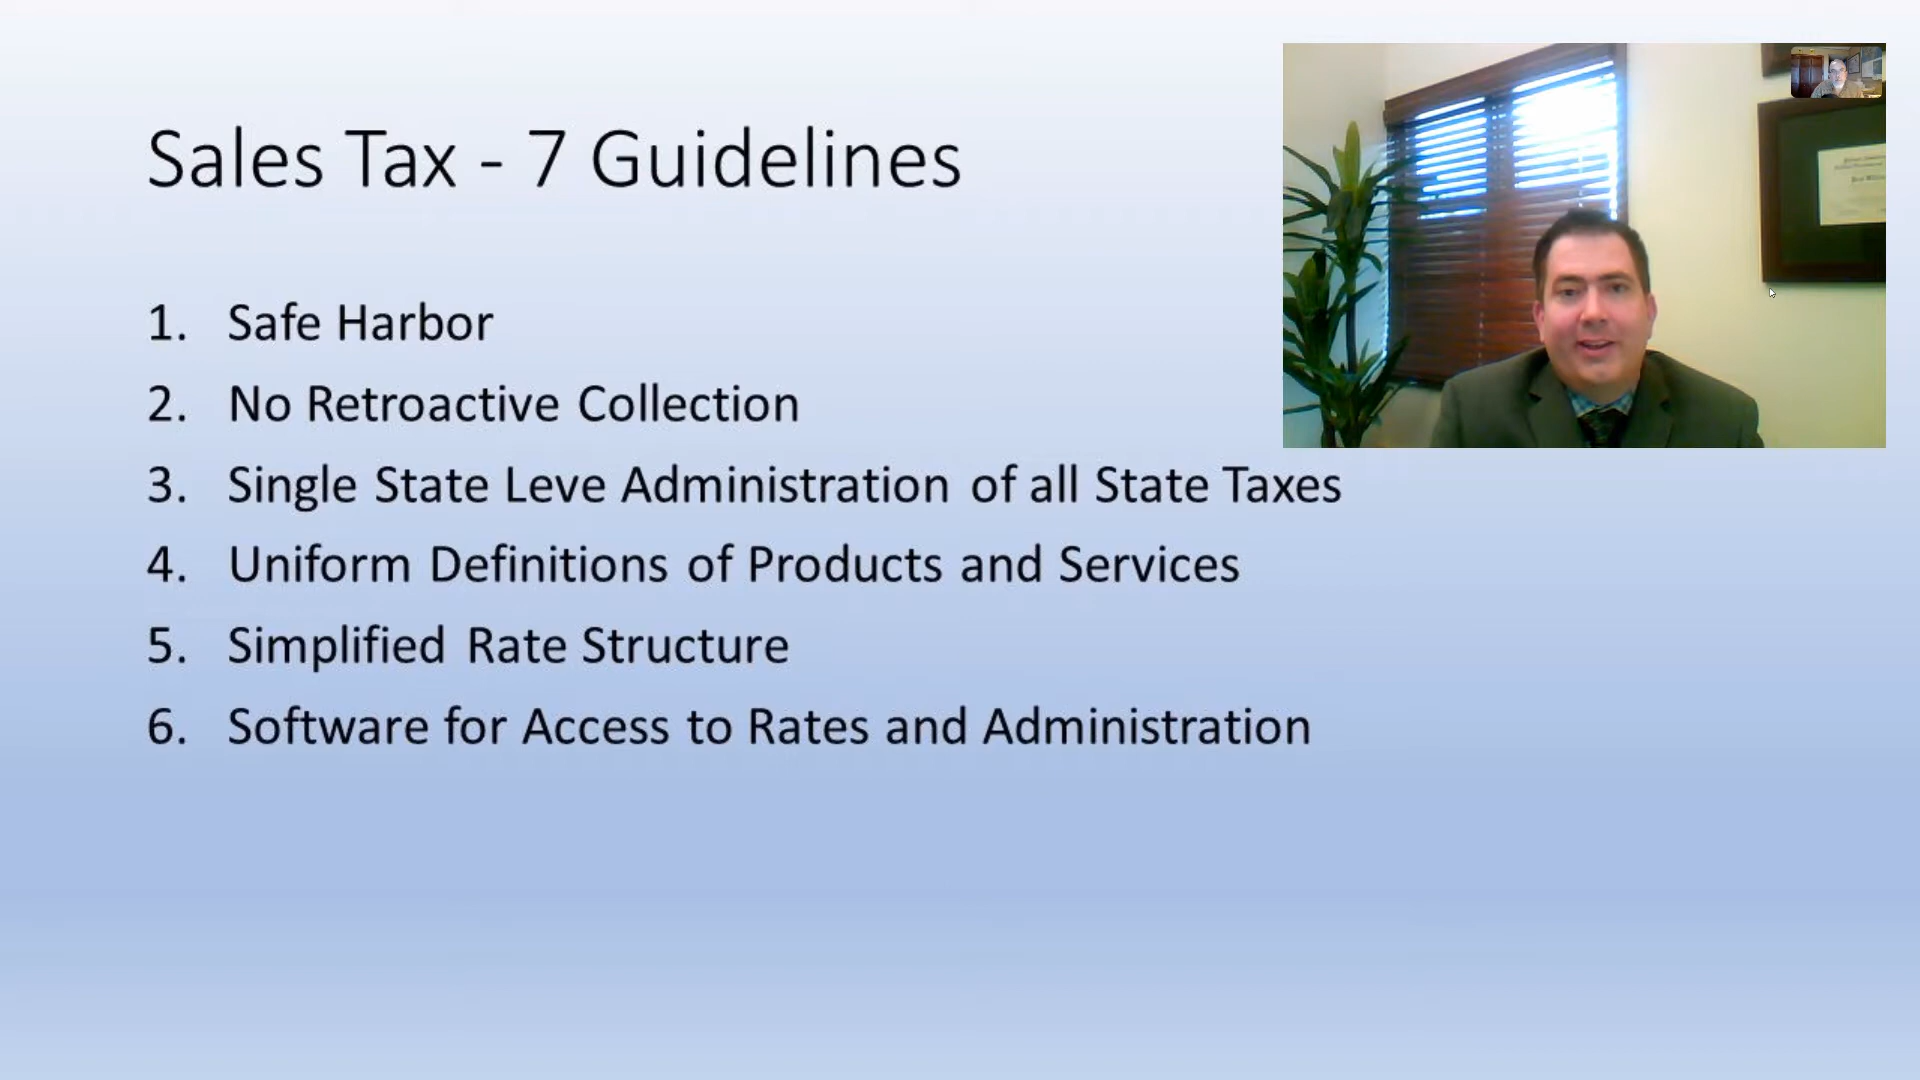 Sales Tax - 7 Guidelines
1. Safe Harbor
2. No Retroactive Collection
3. Single State Leve Administration of all State Taxes
4. Uniform Definitions of Products and Services
5. Simplified Rate Structure
6. Software for Access to Rates and Administration